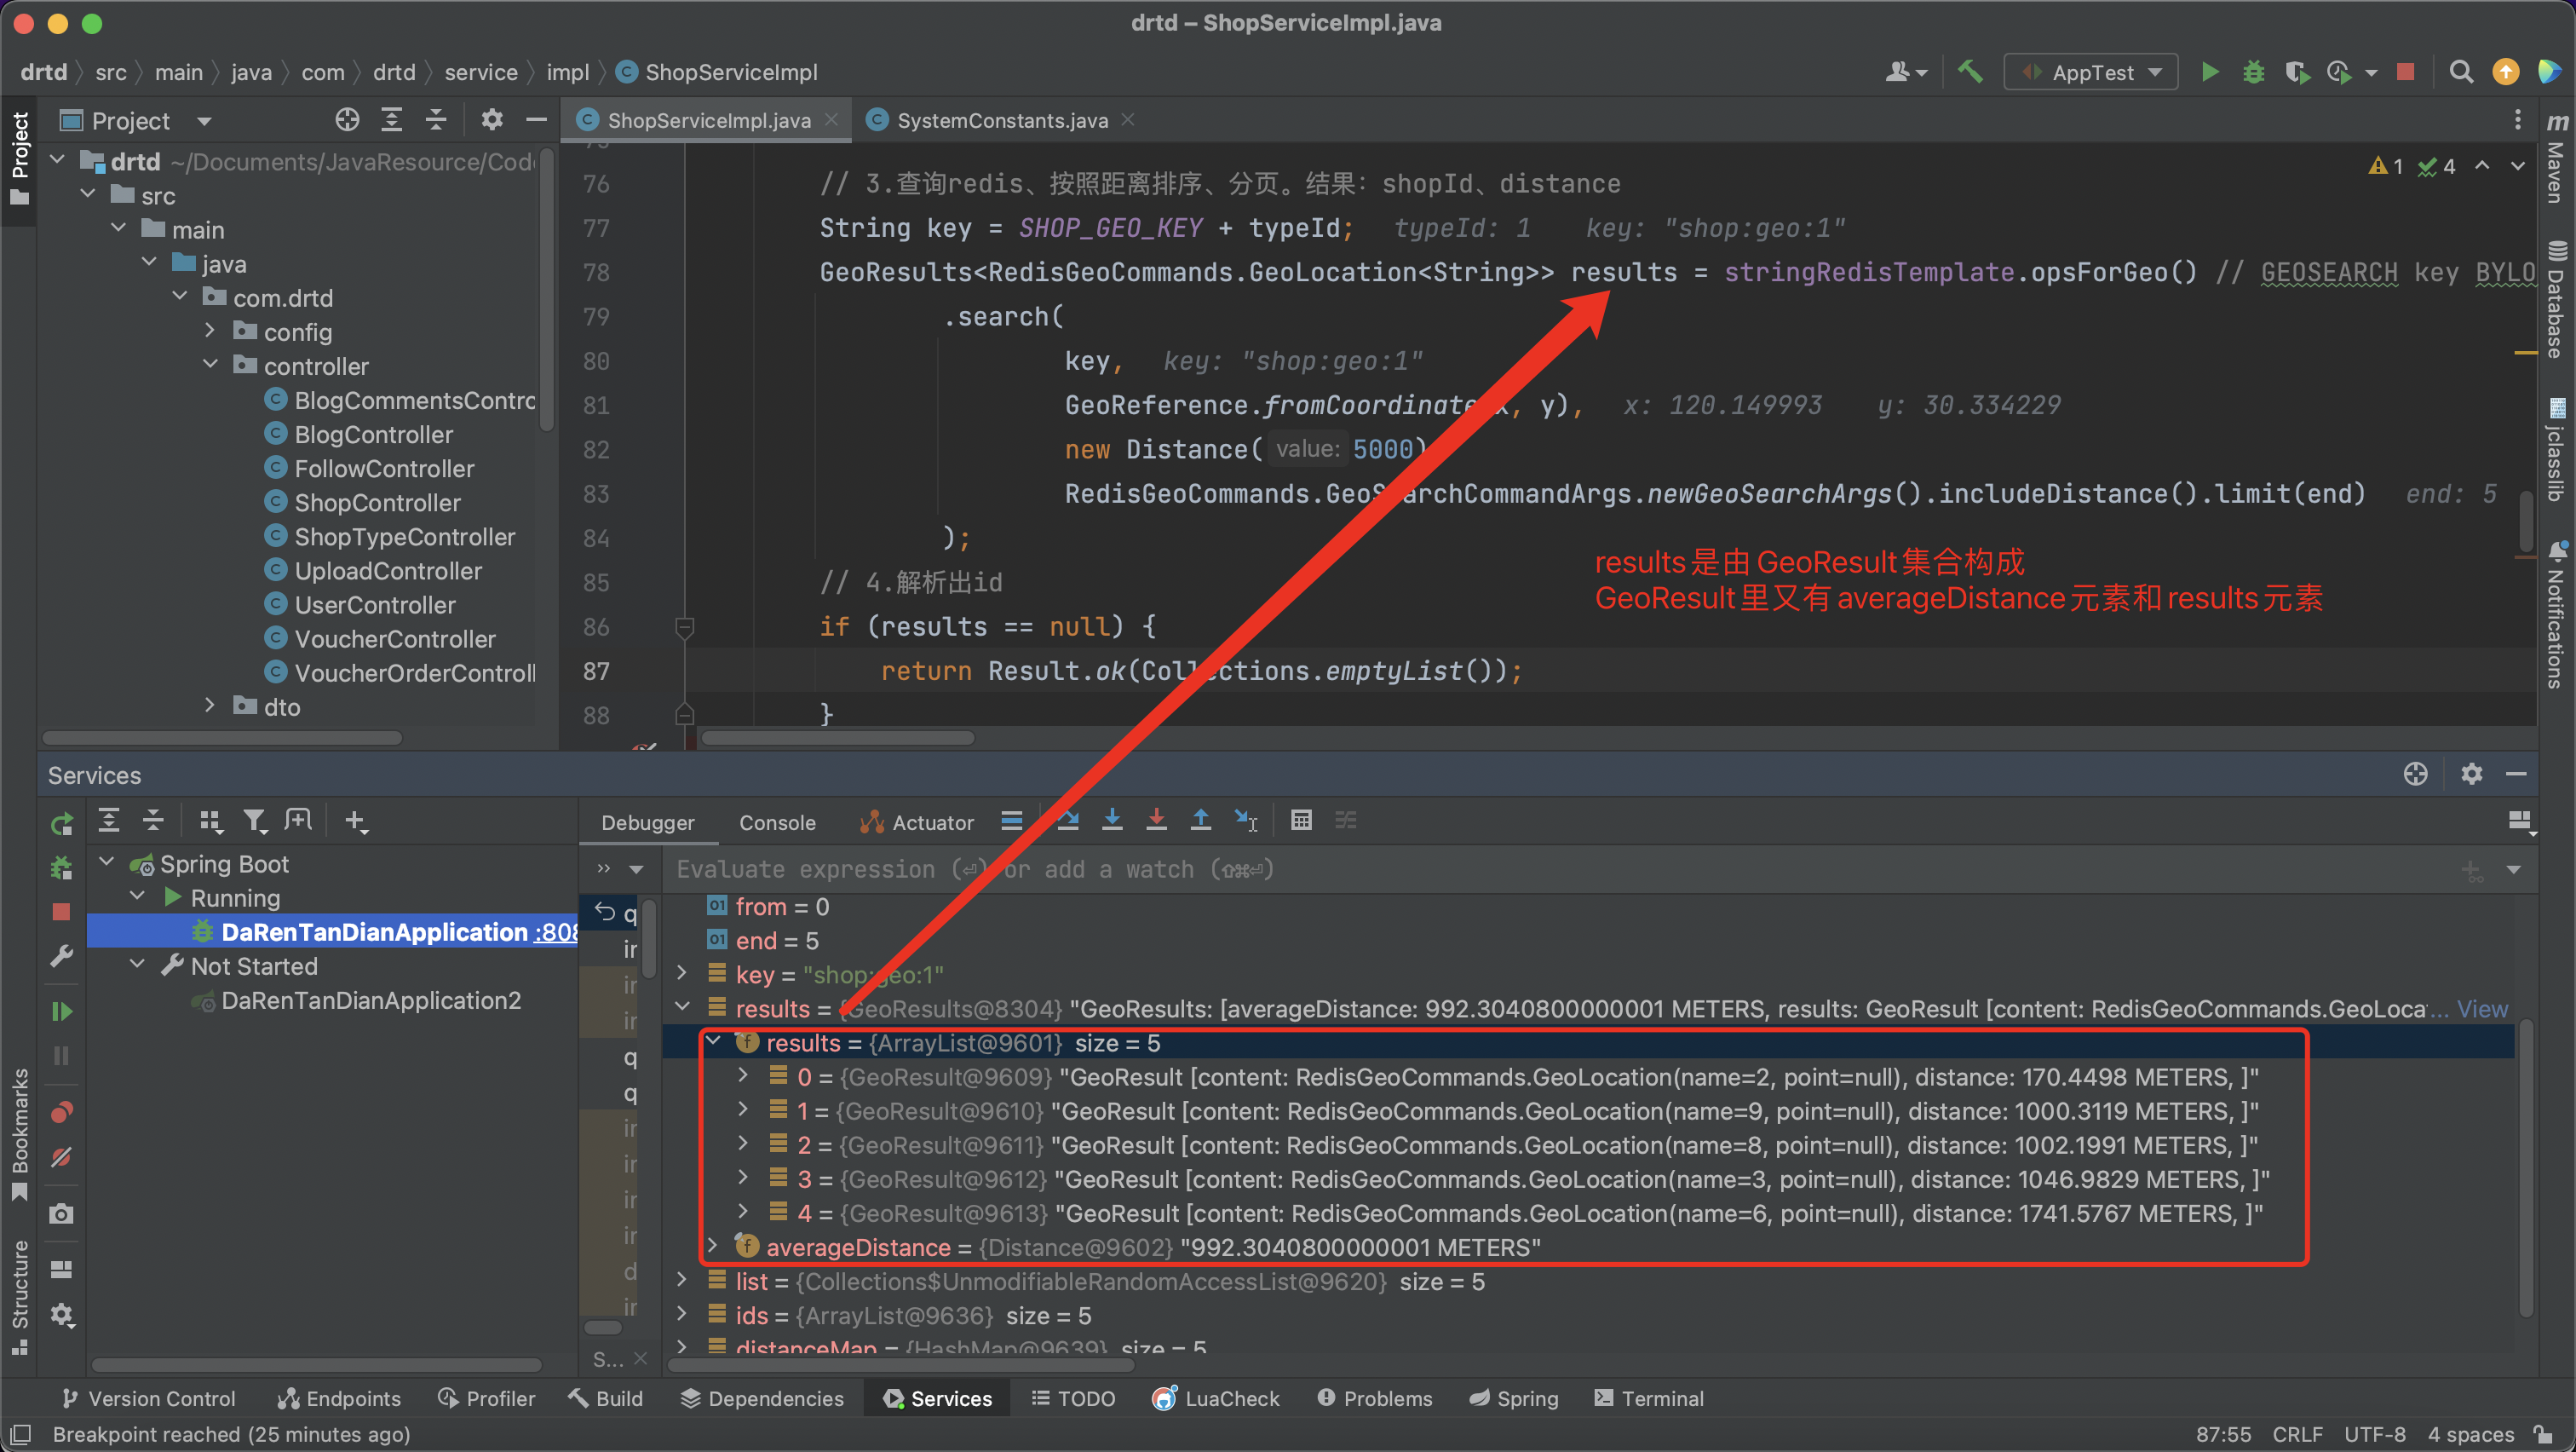 drtd – ShopServiceImpl.java
drtd src main java com drtd service impl ShopServiceImpl
AppTest
Project
ShopServiceImpl.java
SystemConstants.java
Project
Bookmarks
Structure
Maven
Database
jclasslib
Notifications
drtd ~/Documents/JavaResource/Cod
src
main
java
com.drtd
config
controller
BlogCommentsContro
BlogController
FollowController
ShopController
ShopTypeController
UploadController
UserController
VoucherController
VoucherOrderControll
dto
1 4
76 // 3.查询redis、按照距离排序、分页。结果：shopId、distance
77 String key = SHOP_GEO_KEY + typeId; typeId: 1 key: "shop:geo:1"
78 GeoResults<RedisGeoCommands.GeoLocation<String>> results = stringRedisTemplate.opsForGeo() // GEOSEARCH key BYLO
79 .search(
80 key, key: "shop:geo:1"
81 GeoReference.fromCoordinate x, y), x: 120.149993 y: 30.334229
82 new Distance( value: 5000)
83 RedisGeoCommands.GeoSearchCommandArgs.newGeoSearchArgs().includeDistance().limit(end) end: 5
84 );
85 // 4.解析出id
86 if (results == null) {
87 return Result.ok(Collections.emptyList());
88 }
results是由GeoResult集合构成
GeoResult里又有averageDistance元素和results元素
Services
Debugger Console Actuator
Spring Boot
Running
DaRenTanDianApplication :808
Not Started
DaRenTanDianApplication2
Evaluate expression (⏎) or add a watch (⇧⌘⏎)
from = 0
end = 5
key = "shop:geo:1"
results = {GeoResults@8304} "GeoResults: [averageDistance: 992.3040800000001 METERS, results: GeoResult [content: RedisGeoCommands.GeoLoca... View
results = {ArrayList@9601} size = 5
0 = {GeoResult@9609} "GeoResult [content: RedisGeoCommands.GeoLocation(name=2, point=null), distance: 170.4498 METERS, ]"
1 = {GeoResult@9610} "GeoResult [content: RedisGeoCommands.GeoLocation(name=9, point=null), distance: 1000.3119 METERS, ]"
2 = {GeoResult@9611} "GeoResult [content: RedisGeoCommands.GeoLocation(name=8, point=null), distance: 1002.1991 METERS, ]"
3 = {GeoResult@9612} "GeoResult [content: RedisGeoCommands.GeoLocation(name=3, point=null), distance: 1046.9829 METERS, ]"
4 = {GeoResult@9613} "GeoResult [content: RedisGeoCommands.GeoLocation(name=6, point=null), distance: 1741.5767 METERS, ]"
averageDistance = {Distance@9602} "992.3040800000001 METERS"
list = {Collections$UnmodifiableRandomAccessList@9620} size = 5
ids = {ArrayList@9636} size = 5
distanceMap = {HashMap@9639} size = 5
S...
Version Control Endpoints Profiler Build Dependencies Services TODO LuaCheck Problems Spring Terminal
Breakpoint reached (25 minutes ago)
87:55 CRLF UTF-8 4 spaces